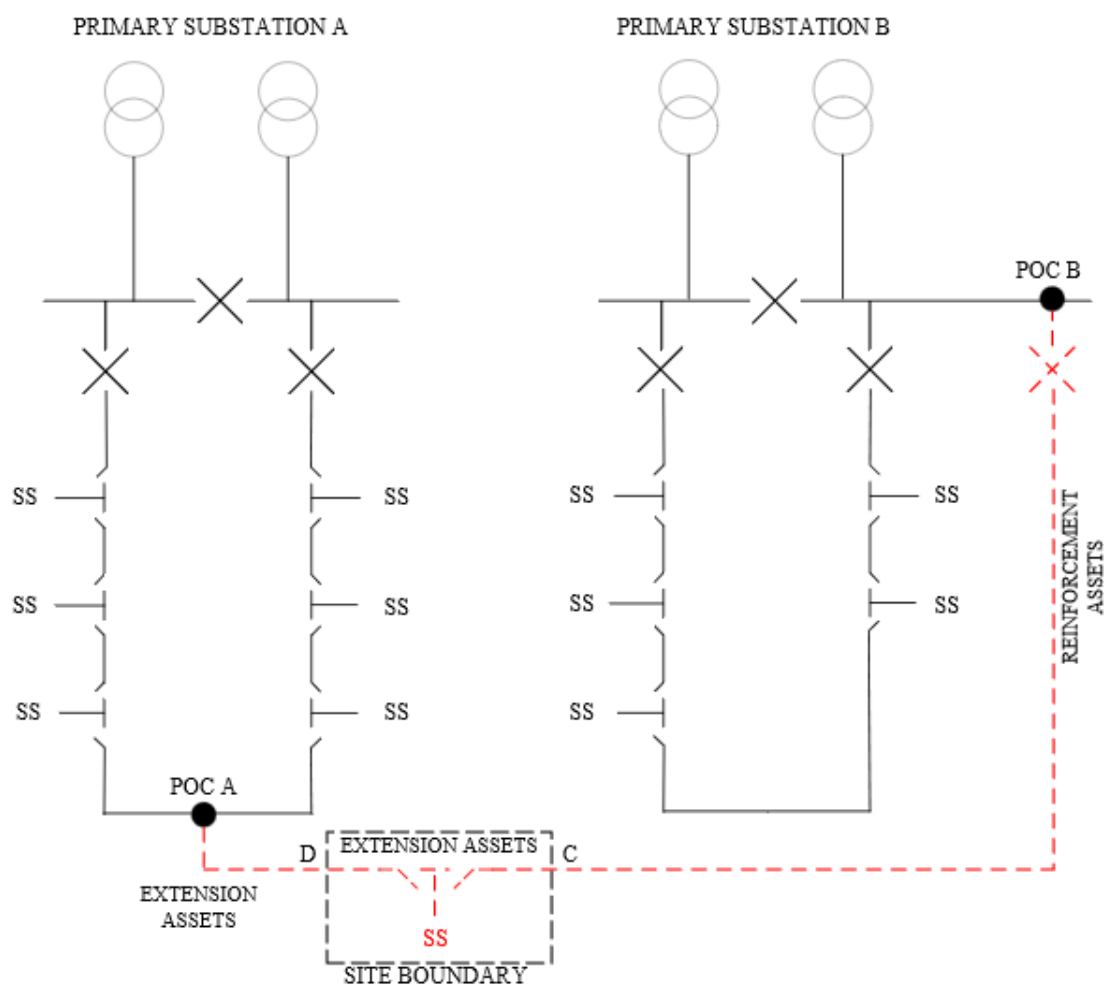 PRIMARY SUBSTATION A
PRIMARY SUBSTATION B
POC B
SS
SS
SS
SS
SS
SS
SS
SS
SS
SS
SS
REINFORCEMENT
ASSETS
POC A
D
EXTENSION ASSETS
C
EXTENSION
ASSETS
SS
SITE BOUNDARY